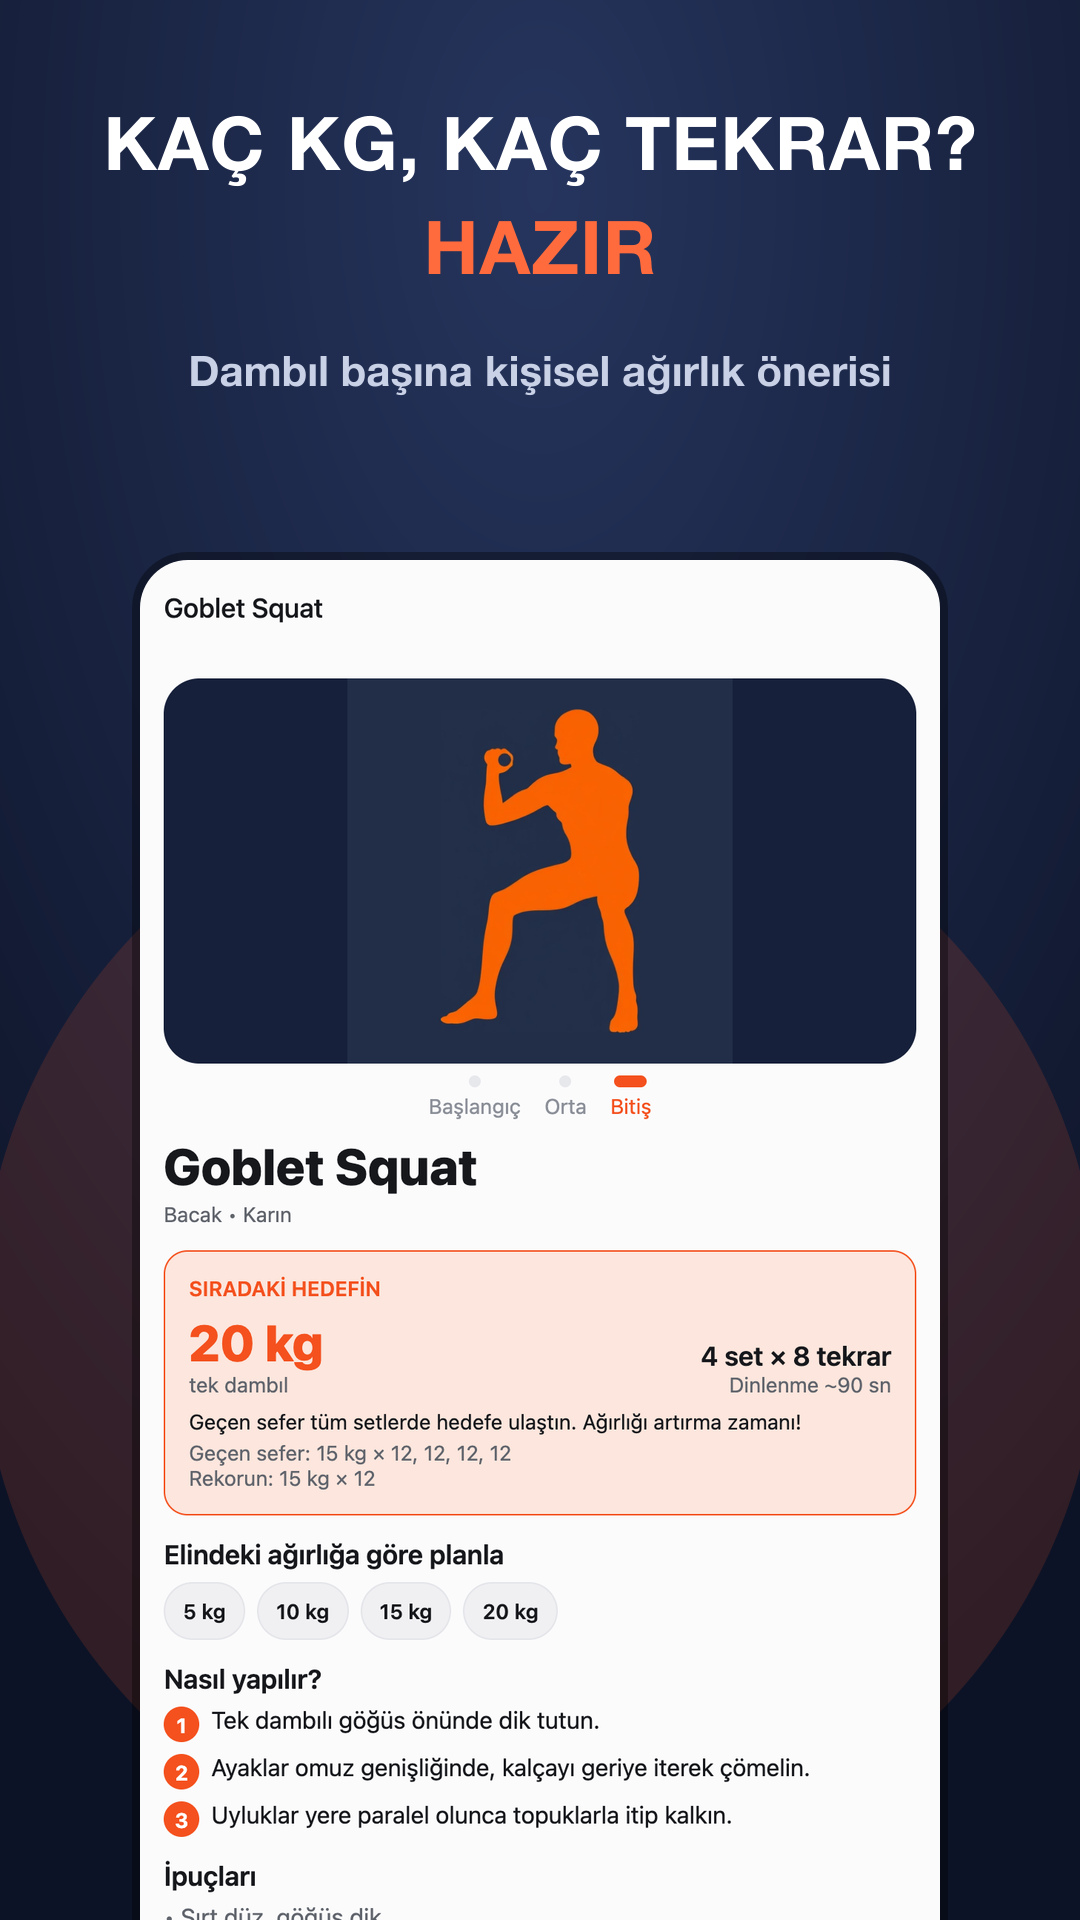 KAÇ KG, KAÇ TEKRAR?
HAZIR
Dambıl başına kişisel ağırlık önerisi
Goblet Squat
Başlangıç Orta Bitiş
Goblet Squat
Bacak • Karın
SIRADAKİ HEDEFİN
20 kg
4 set × 8 tekrar
tek dambıl
Dinlenme ~90 sn
Geçen sefer tüm setlerde hedefe ulaştın. Ağırlığı artırma zamanı!
Geçen sefer: 15 kg × 12, 12, 12, 12
Rekorun: 15 kg × 12
Elindeki ağırlığa göre planla
5 kg 10 kg 15 kg 20 kg
Nasıl yapılır?
1 Tek dambılı göğüs önünde dik tutun.
2 Ayaklar omuz genişliğinde, kalçayı geriye iterek çömelin.
3 Uyluklar yere paralel olunca topuklarla itip kalkın.
İpuçları
• Sırt düz, göğüs dik